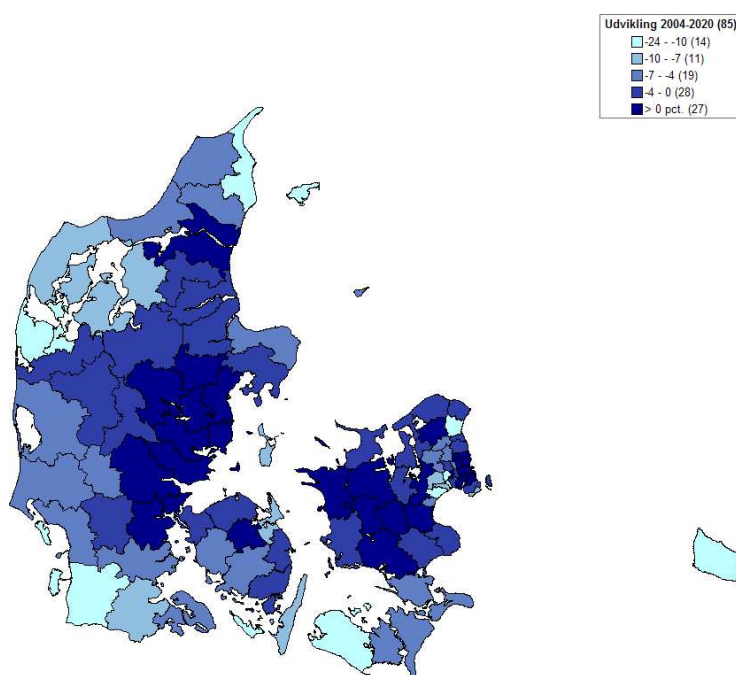 Udvikling 2004-2020 (85)
-24 - -10 (14)
-10 - -7 (11)
-7 - -4 (19)
-4 - 0 (28)
> 0 pct. (27)